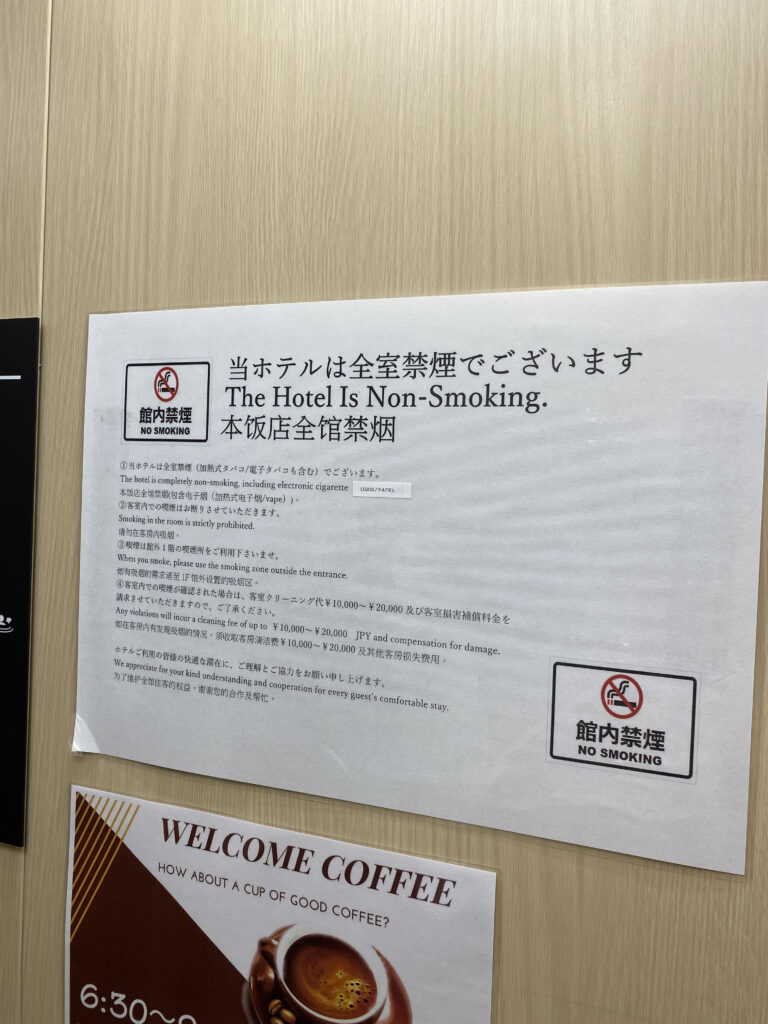 館内禁煙
NO SMOKING
当ホテルは全室禁煙でございます
The Hotel Is Non-Smoking.
本饭店全馆禁烟
①当ホテルは全室禁煙（加熱式タバコ/電子タバコも含む）でございます。
The hotel is completely non-smoking, including electronic cigarette (IQOS/VAPE).
本饭店全馆禁烟(包含电子烟（加熱式电子烟/vape）)。
②客室内での喫煙はお断りさせていただきます。
Smoking in the room is strictly prohibited.
请勿在客房内吸烟。
③喫煙は館外1階の喫煙所をご利用下さいませ。
When you smoke, please use the smoking zone outside the entrance.
如有吸烟的需求请至 1F 馆外设置的吸烟区。
④客室内での喫煙が確認された場合は、客室クリーニング代￥10,000～￥20,000 及び客室損害補償料金を
請求させていただきますので、ご了承ください。
Any violations will incur a cleaning fee of up to ￥10,000～￥20,000 JPY and compensation for damage.
如在客房内有发现吸烟的情况，须收取客房清洁费￥10,000～￥20,000 及其他客房损失费用。
ホテルご利用の皆様の快適な滞在に、ご理解とご協力をお願い申し上げます。
We appreciate for your kind understanding and cooperation for every guest's comfortable stay.
为了维护全馆住客的权益，需谢您的合作及帮忙。
館内禁煙
NO SMOKING
WELCOME COFFEE
HOW ABOUT A CUP OF GOOD COFFEE?
6:30～